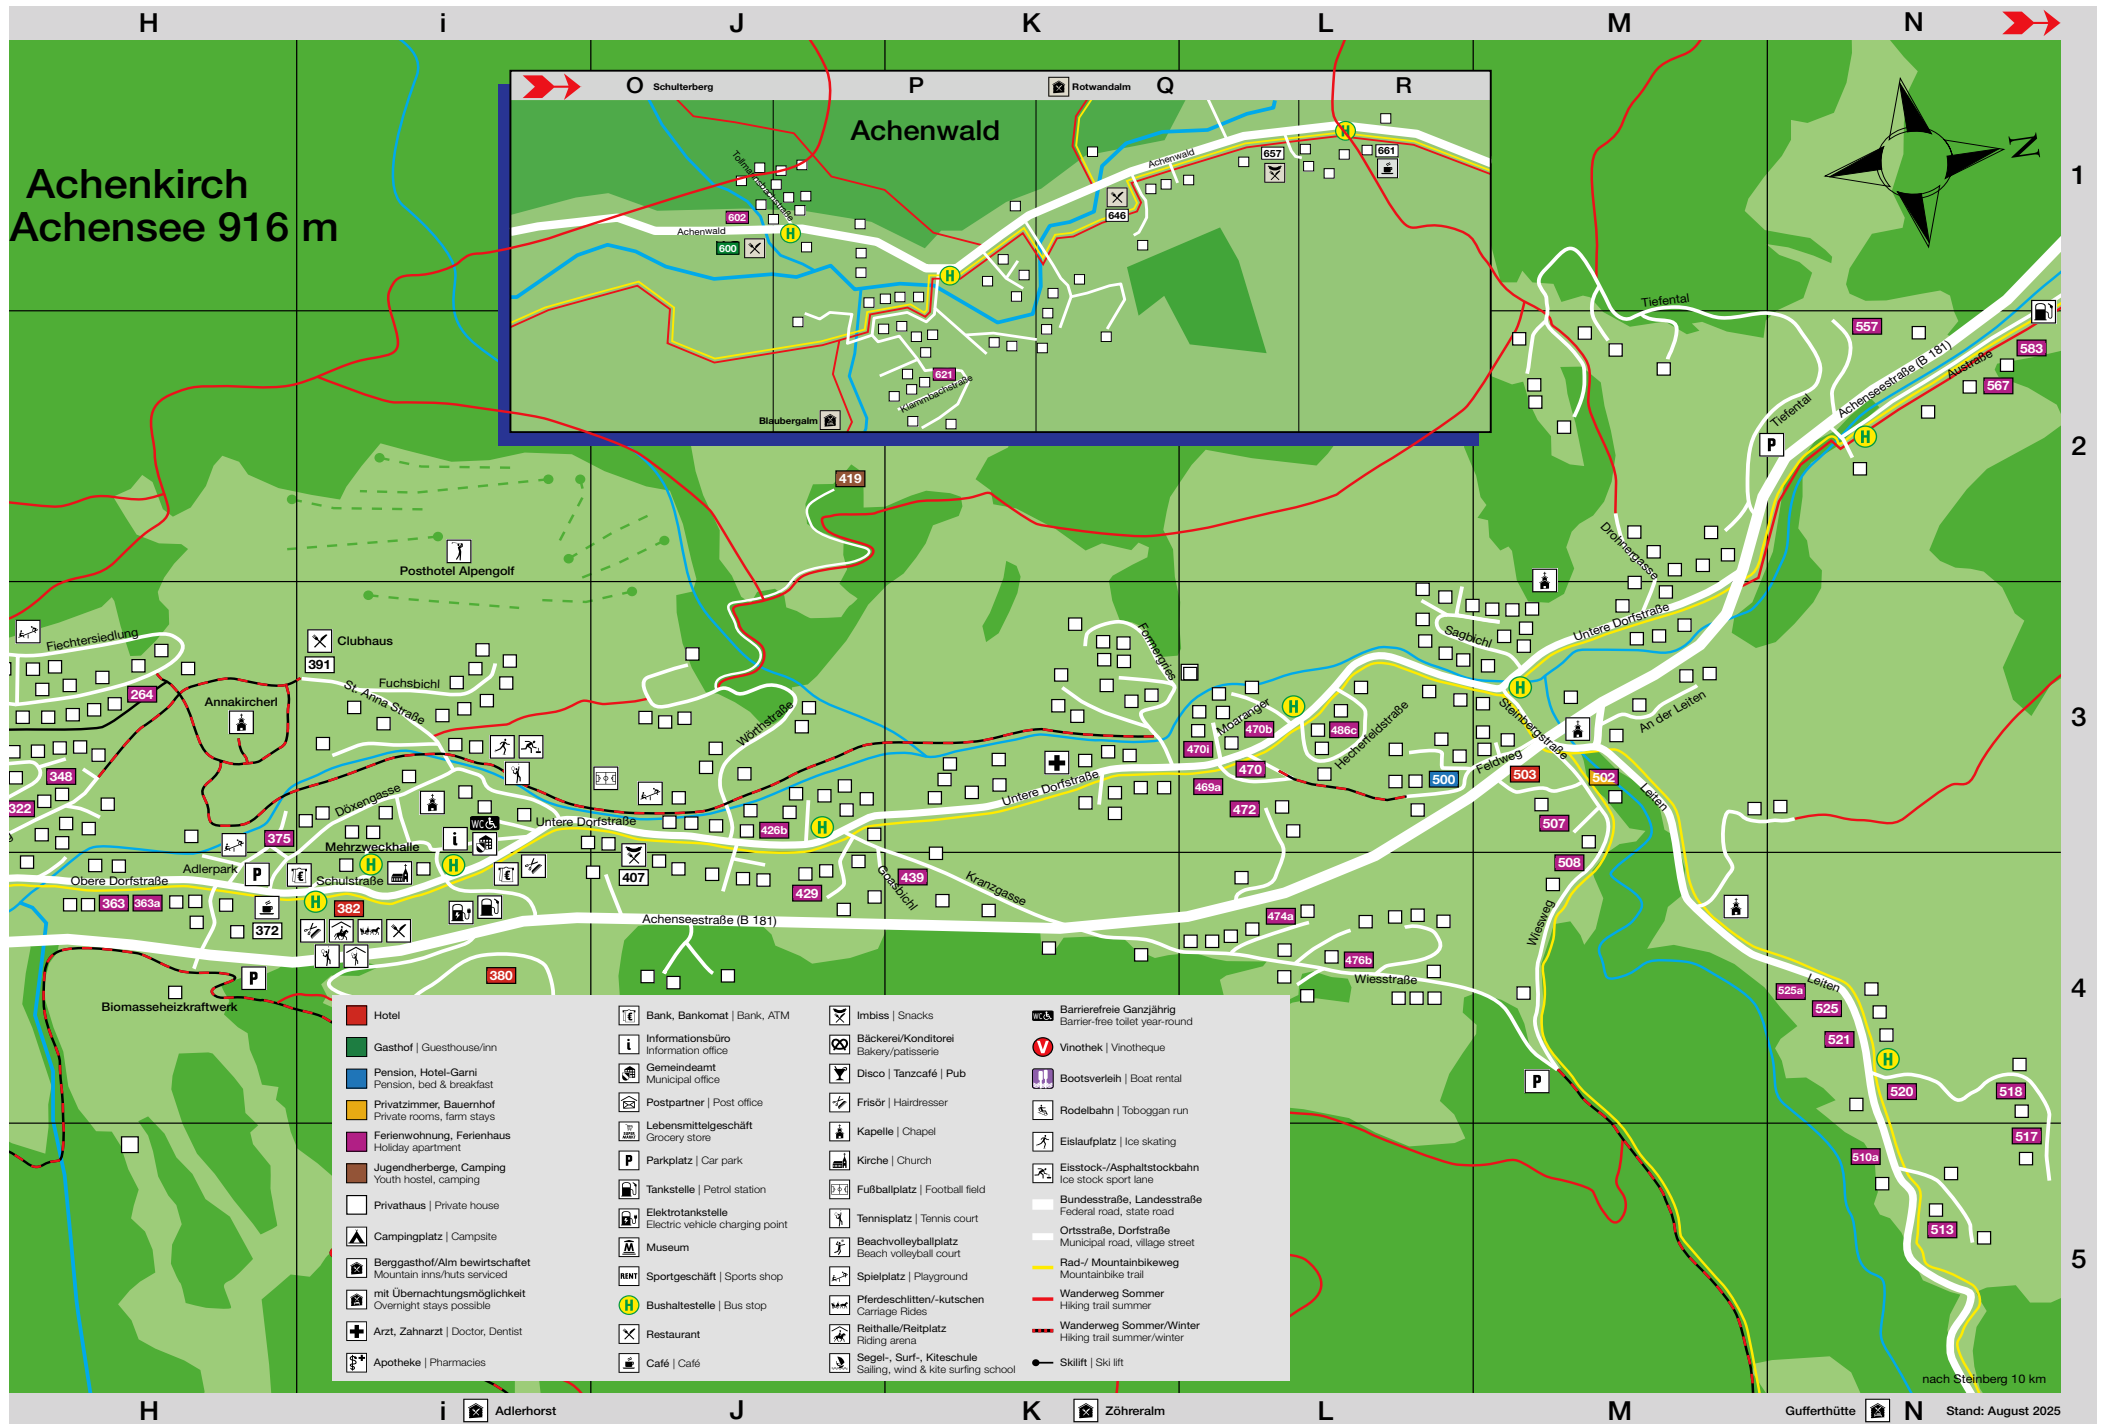 H i J K L M N
O Schulterberg P Rotwandalm Q R
Achenwald
Achenkirch
Achensee 916 m
1
Tollmannsbachstraße
Achenwald
657
661
646
602
Achenwald
600
N
Tiefental
557
583
Achenseestraße (B 181)
Austraße
567
621
Klammbachstraße
Blaubergalm
Tiefental
P
2
419
Posthotel Alpengolf
Drohnergasse
Fiechtersiedlung
Clubhaus
391
Formergries
Sagbichl
Untere Dorfstraße
Fuchsbichl
264
St. Anna Straße
Annakircherl
Wörthstraße
Moaranger
470b
486c
Hecherfeldstraße
Steinbergstraße
An der Leiten
3
470i
348
470
469a
500
Feldweg
503
502
322
Döxengasse
Untere Dorfstraße
472
Leiten
WC
Untere Dorfstraße
426b
507
375
Mehrzweckhalle
i
508
Adlerpark
P
Obere Dorfstraße
Schulstraße
407
363
363a
382
429
439
Goasbichl
Kranzgasse
372
Achenseestraße (B 181)
474a
Wiesweg
476b
Wiesstraße
380
P
Biomasseheizkraftwerk
Leiten
525a
525
4
521
P
520
518
517
510a
513
5
Hotel
Gasthof | Guesthouse/inn
Pension, Hotel-Garni
Pension, bed & breakfast
Privatzimmer, Bauernhof
Private rooms, farm stays
Ferienwohnung, Ferienhaus
Holiday apartment
Jugendherberge, Camping
Youth hostel, camping
Privathaus | Private house
Campingplatz | Campsite
Berggasthof/Alm bewirtschaftet
Mountain inns/huts serviced
mit Übernachtungsmöglichkeit
Overnight stays possible
Arzt, Zahnarzt | Doctor, Dentist
Apotheke | Pharmacies
Bank, Bankomat | Bank, ATM
i Informationsbüro
Information office
Gemeindeamt
Municipal office
Postpartner | Post office
Lebensmittelgeschäft
Grocery store
P Parkplatz | Car park
Tankstelle | Petrol station
Elektrotankstelle
Electric vehicle charging point
M Museum
RENT Sportgeschäft | Sports shop
H Bushaltestelle | Bus stop
Restaurant
Café | Café
Imbiss | Snacks
Bäckerei/Konditorei
Bakery/patisserie
Disco | Tanzcafé | Pub
Frisör | Hairdresser
Kapelle | Chapel
Kirche | Church
Fußballplatz | Football field
Tennisplatz | Tennis court
Beachvolleyballplatz
Beach volleyball court
Spielplatz | Playground
Pferdeschlitten/-kutschen
Carriage Rides
Reithalle/Reitplatz
Riding arena
Segel-, Surf-, Kiteschule
Sailing, wind & kite surfing school
WC Barrierefreie Ganzjährig
Barrier-free toilet year-round
V Vinothek | Vinotheque
Bootsverleih | Boat rental
Rodelbahn | Toboggan run
Eislaufplatz | Ice skating
Eisstock-/Asphaltstockbahn
Ice stock sport lane
Bundesstraße, Landesstraße
Federal road, state road
Ortsstraße, Dorfstraße
Municipal road, village street
Rad-/ Mountainbikeweg
Mountainbike trail
Wanderweg Sommer
Hiking trail summer
Wanderweg Sommer/Winter
Hiking trail summer/winter
Skilift | Ski lift
nach Steinberg 10 km
H i Adlerhorst J K Zöhreralm L M Gufferthütte N Stand: August 2025